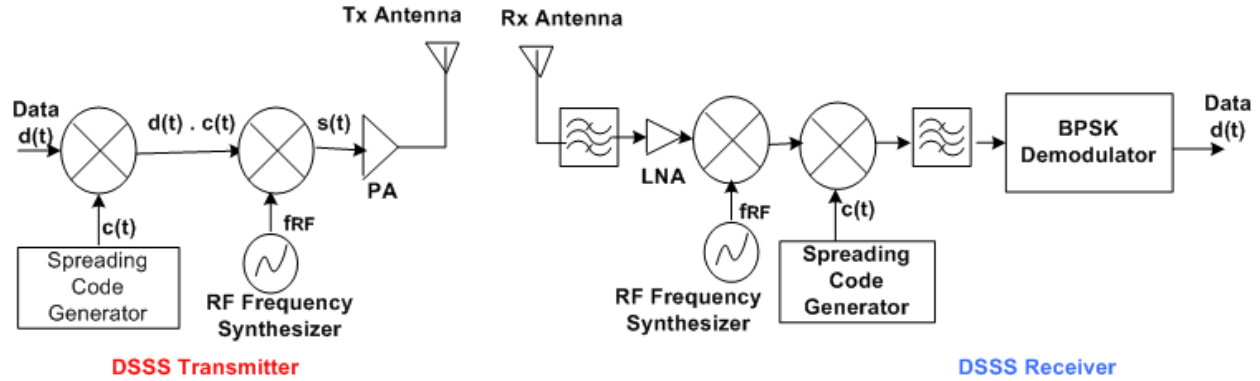 Tx Antenna
Rx Antenna
Data
d(t)
d(t) . c(t)
s(t)
PA
c(t)
fRF
Spreading
Code
Generator
RF Frequency
Synthesizer
DSSS Transmitter
LNA
fRF
c(t)
RF Frequency
Synthesizer
Spreading
Code
Generator
BPSK
Demodulator
Data
d(t)
DSSS Receiver